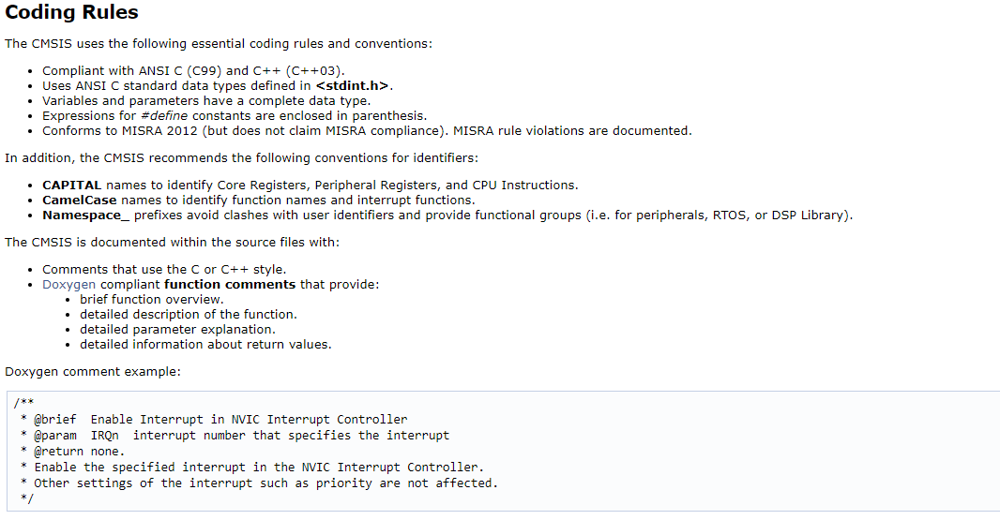 Coding Rules
The CMSIS uses the following essential coding rules and conventions:
• Compliant with ANSI C (C99) and C++ (C++03).
• Uses ANSI C standard data types defined in <stdint.h>.
• Variables and parameters have a complete data type.
• Expressions for #define constants are enclosed in parenthesis.
• Conforms to MISRA 2012 (but does not claim MISRA compliance). MISRA rule violations are documented.
In addition, the CMSIS recommends the following conventions for identifiers:
• CAPITAL names to identify Core Registers, Peripheral Registers, and CPU Instructions.
• CamelCase names to identify function names and interrupt functions.
• Namespace_ prefixes avoid clashes with user identifiers and provide functional groups (i.e. for peripherals, RTOS, or DSP Library).
The CMSIS is documented within the source files with:
• Comments that use the C or C++ style.
• Doxygen compliant function comments that provide:
• brief function overview.
• detailed description of the function.
• detailed parameter explanation.
• detailed information about return values.
Doxygen comment example:
/**
 * @brief  Enable Interrupt in NVIC Interrupt Controller
 * @param  IRQn  interrupt number that specifies the interrupt
 * @return none.
 * Enable the specified interrupt in the NVIC Interrupt Controller.
 * Other settings of the interrupt such as priority are not affected.
 */